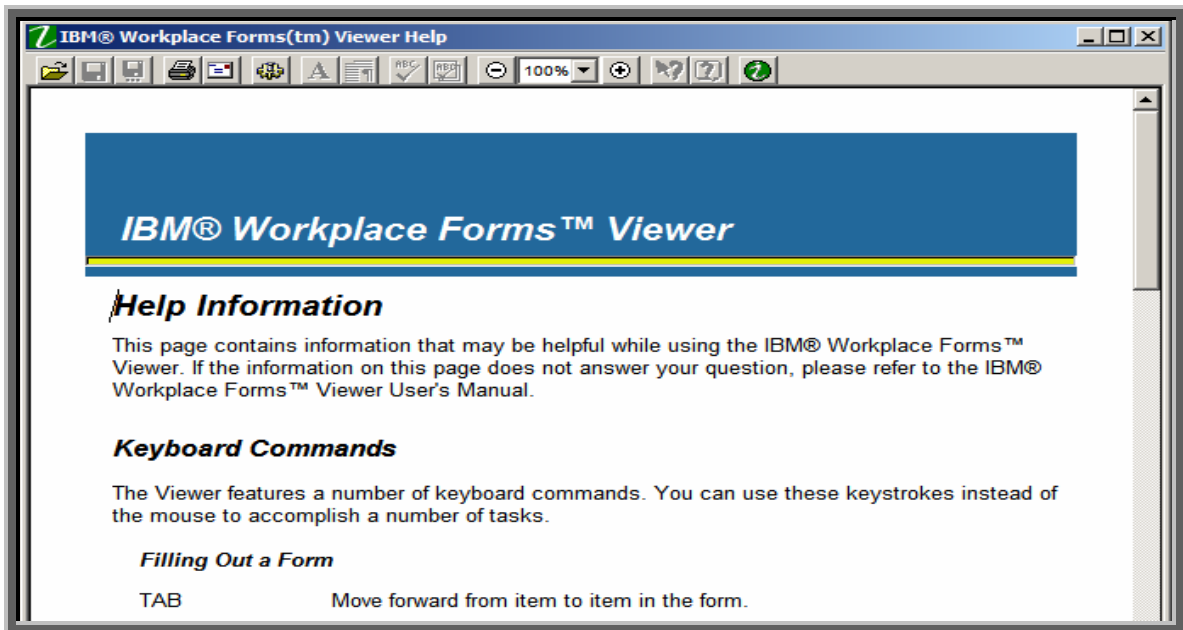 IBM® Workplace Forms(tm) Viewer Help
A ABC ABC 100%
IBM® Workplace Forms™ Viewer
Help Information
This page contains information that may be helpful while using the IBM® Workplace Forms™
Viewer. If the information on this page does not answer your question, please refer to the IBM®
Workplace Forms™ Viewer User's Manual.
Keyboard Commands
The Viewer features a number of keyboard commands. You can use these keystrokes instead of
the mouse to accomplish a number of tasks.
Filling Out a Form
TAB Move forward from item to item in the form.